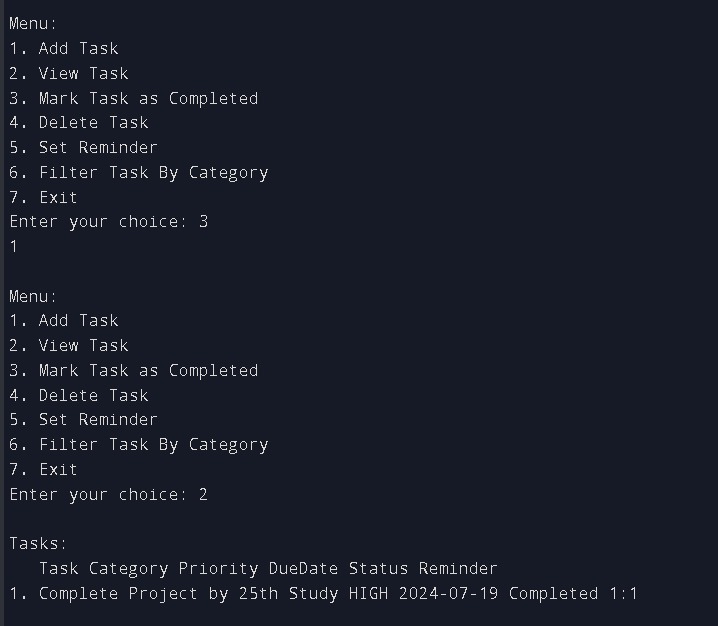 Menu:
1. Add Task
2. View Task
3. Mark Task as Completed
4. Delete Task
5. Set Reminder
6. Filter Task By Category
7. Exit
Enter your choice: 3
1
Menu:
1. Add Task
2. View Task
3. Mark Task as Completed
4. Delete Task
5. Set Reminder
6. Filter Task By Category
7. Exit
Enter your choice: 2
Tasks:
Task Category Priority DueDate Status Reminder
1. Complete Project by 25th Study HIGH 2024-07-19 Completed 1:1